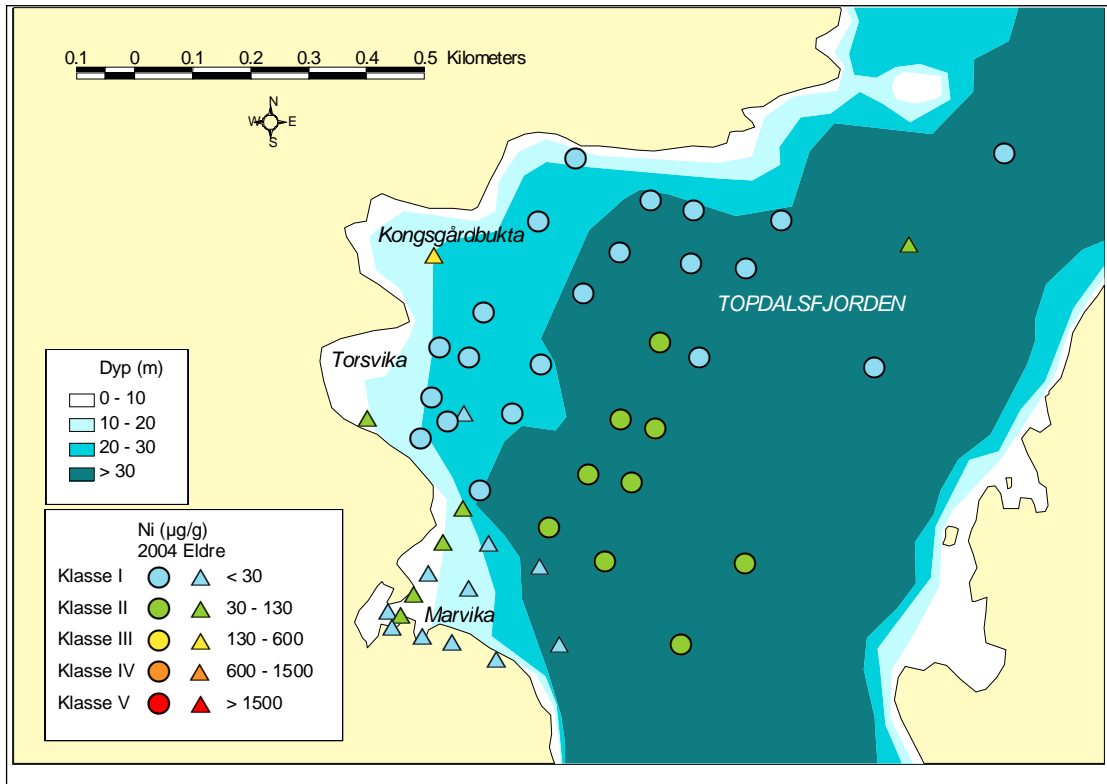 0.1 0 0.1 0.2 0.3 0.4 0.5 Kilometers
N
W E
S
Kongsgårdbukta
TOPDALSFJORDEN
Torsvika
Dyp (m)
0 - 10
10 - 20
20 - 30
> 30
Marvika
Ni (µg/g)
2004 Eldre
Klasse I < 30
Klasse II 30 - 130
Klasse III 130 - 600
Klasse IV 600 - 1500
Klasse V > 1500